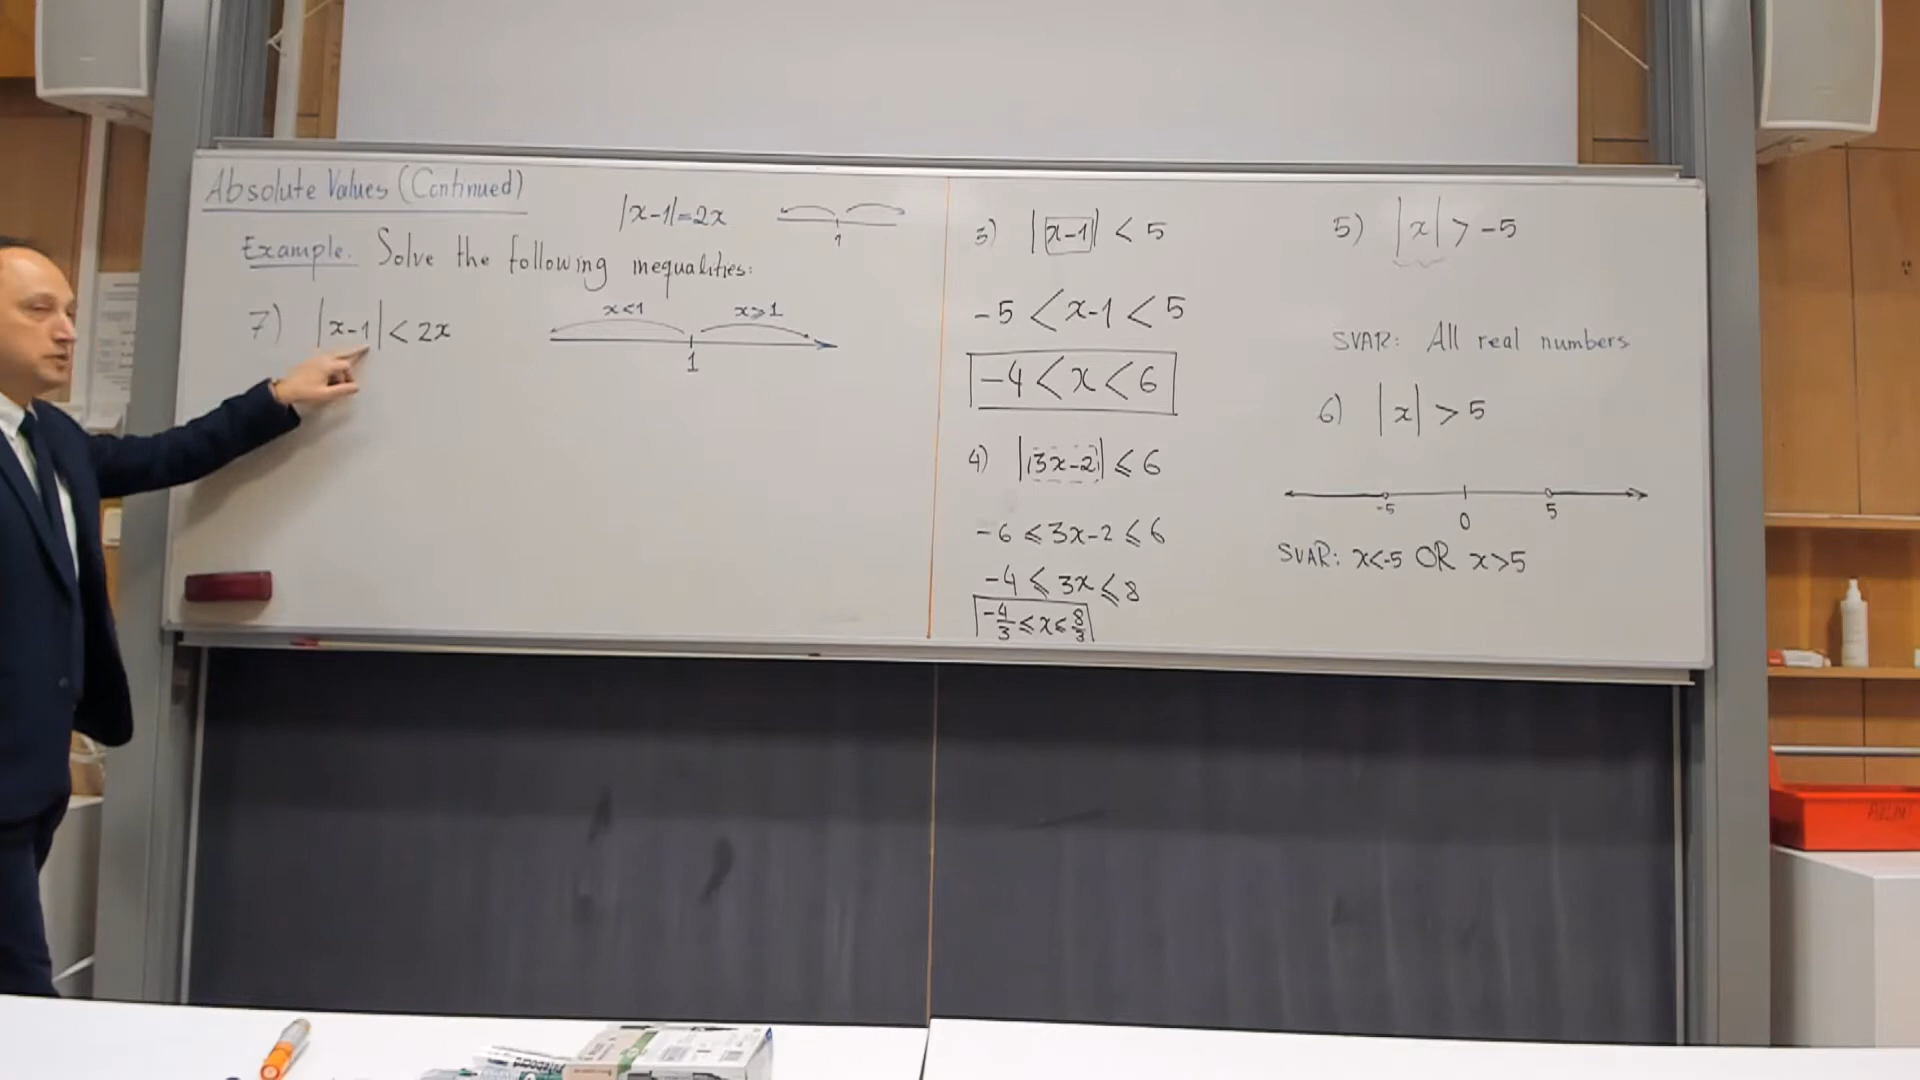 Absolute Values (Continued)
|x-1|=2x
1
Example. Solve the following inequalities:
7) |x-1| < 2x
x<1 x⩾1
1
3) |x-1| < 5
-5 < x-1 < 5
-4 < x < 6
4) |3x-2| ⩽ 6
-6 ⩽ 3x-2 ⩽ 6
-4 ⩽ 3x ⩽ 8
-4/3 ⩽ x ⩽ 8/3
5) |x| > -5
SVAR: All real numbers
6) |x| > 5
-5 0 5
SVAR: x<-5 OR x>5